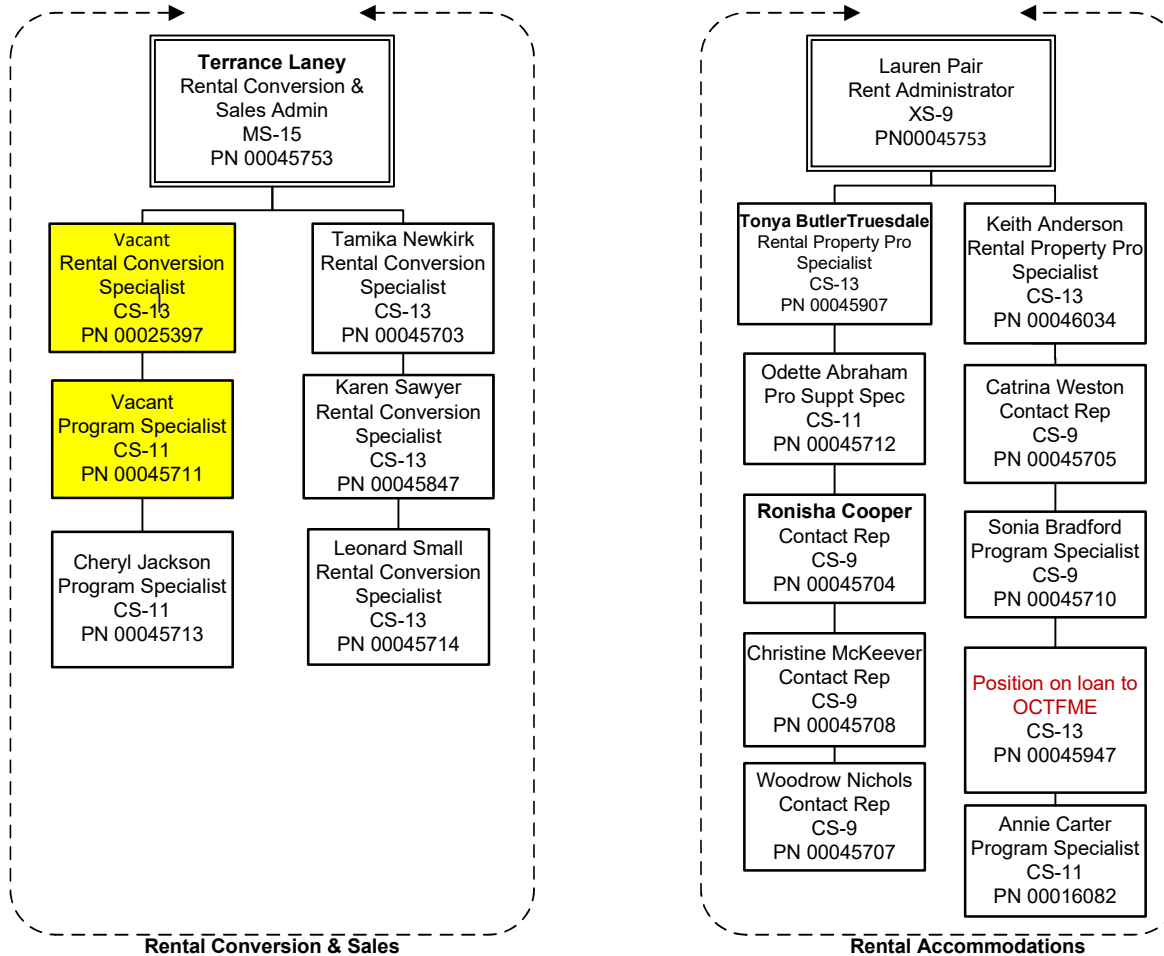 Terrance Laney
Rental Conversion &
Sales Admin
MS-15
PN 00045753
Vacant
Rental Conversion
Specialist
CS-13
PN 00025397
Vacant
Program Specialist
CS-11
PN 00045711
Cheryl Jackson
Program Specialist
CS-11
PN 00045713
Tamika Newkirk
Rental Conversion
Specialist
CS-13
PN 00045703
Karen Sawyer
Rental Conversion
Specialist
CS-13
PN 00045847
Leonard Small
Rental Conversion
Specialist
CS-13
PN 00045714
Rental Conversion & Sales
Lauren Pair
Rent Administrator
XS-9
PN00045753
Tonya ButlerTruesdale
Rental Property Pro
Specialist
CS-13
PN 00045907
Odette Abraham
Pro Suppt Spec
CS-11
PN 00045712
Ronisha Cooper
Contact Rep
CS-9
PN 00045704
Christine McKeever
Contact Rep
CS-9
PN 00045708
Woodrow Nichols
Contact Rep
CS-9
PN 00045707
Keith Anderson
Rental Property Pro
Specialist
CS-13
PN 00046034
Catrina Weston
Contact Rep
CS-9
PN 00045705
Sonia Bradford
Program Specialist
CS-9
PN 00045710
Position on loan to
OCTFME
CS-13
PN 00045947
Annie Carter
Program Specialist
CS-11
PN 00016082
Rental Accommodations